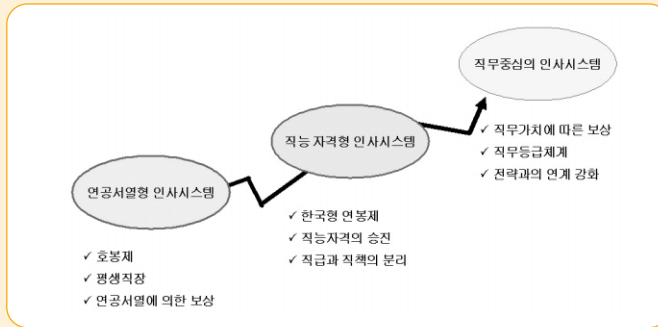 직무중심의 인사시스템
✓ 직무가치에 따른 보상
✓ 직무등급체계
✓ 전략과의 연계 강화
직능 자격형 인사시스템
✓ 한국형 연봉제
✓ 직능자격의 승진
✓ 직급과 직책의 분리
연공서열형 인사시스템
✓ 호봉제
✓ 평생직장
✓ 연공서열에 의한 보상